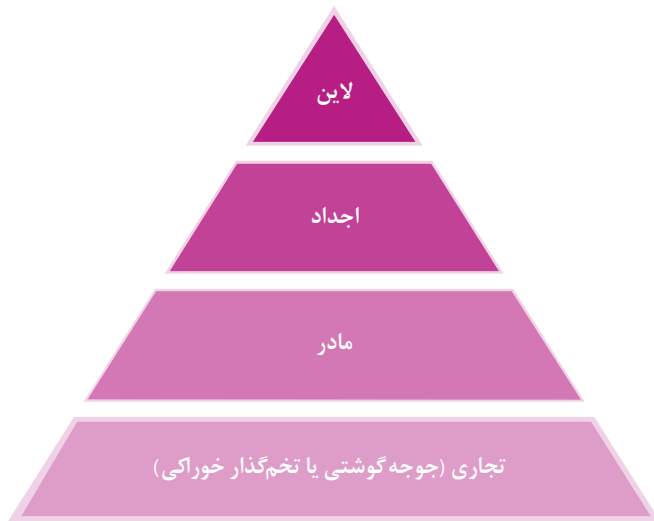 لاین
اجداد
مادر
تجاری (جوجه گوشتی یا تخم‌گذار خوراکی)